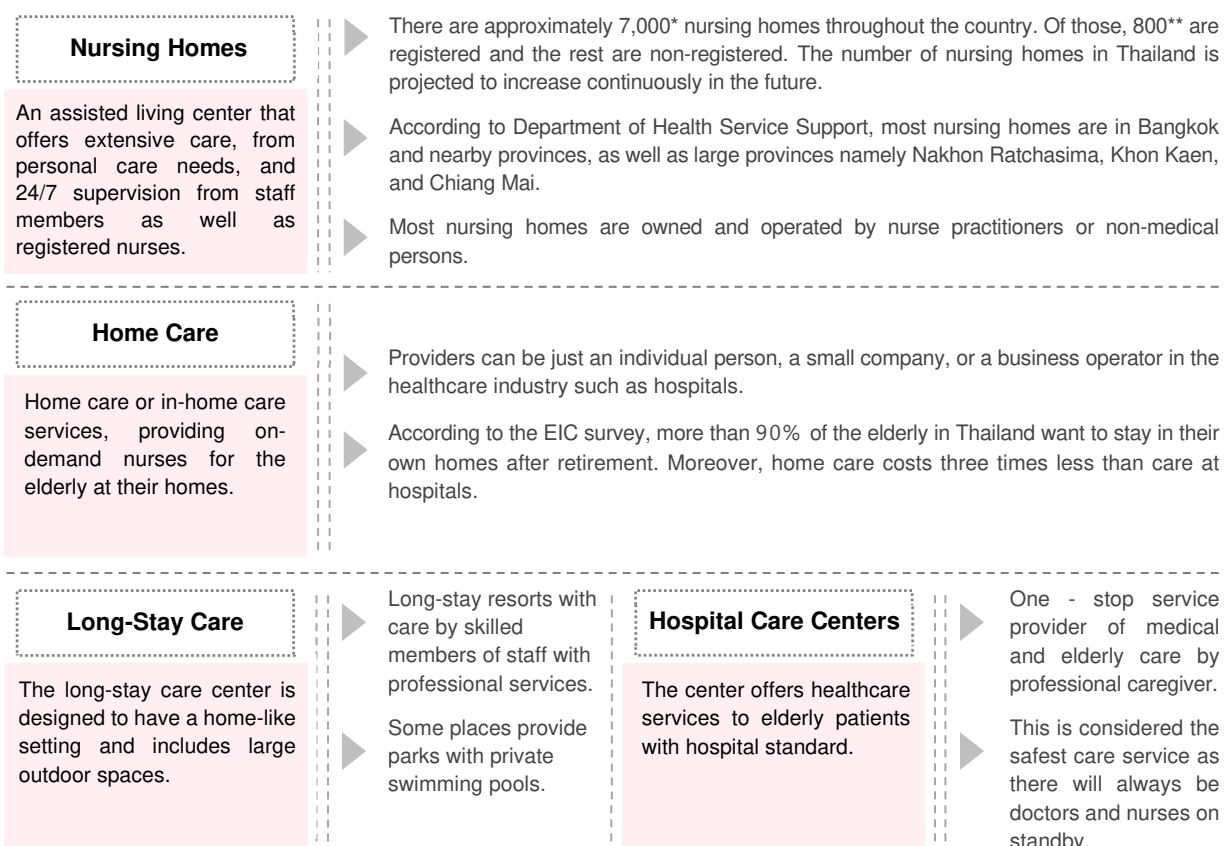 Nursing Homes
An assisted living center that
offers extensive care, from
personal care needs, and
24/7 supervision from staff
members as well as
registered nurses.
There are approximately 7,000* nursing homes throughout the country. Of those, 800** are
registered and the rest are non-registered. The number of nursing homes in Thailand is
projected to increase continuously in the future.
According to Department of Health Service Support, most nursing homes are in Bangkok
and nearby provinces, as well as large provinces namely Nakhon Ratchasima, Khon Kaen,
and Chiang Mai.
Most nursing homes are owned and operated by nurse practitioners or non-medical
persons.
Home Care
Home care or in-home care
services, providing on-
demand nurses for the
elderly at their homes.
Providers can be just an individual person, a small company, or a business operator in the
healthcare industry such as hospitals.
According to the EIC survey, more than 90% of the elderly in Thailand want to stay in their
own homes after retirement. Moreover, home care costs three times less than care at
hospitals.
Long-Stay Care
The long-stay care center is
designed to have a home-like
setting and includes large
outdoor spaces.
Long-stay resorts with
care by skilled
members of staff with
professional services.
Some places provide
parks with private
swimming pools.
Hospital Care Centers
The center offers healthcare
services to elderly patients
with hospital standard.
One - stop service
provider of medical
and elderly care by
professional caregiver.
This is considered the
safest care service as
there will always be
doctors and nurses on
standby.